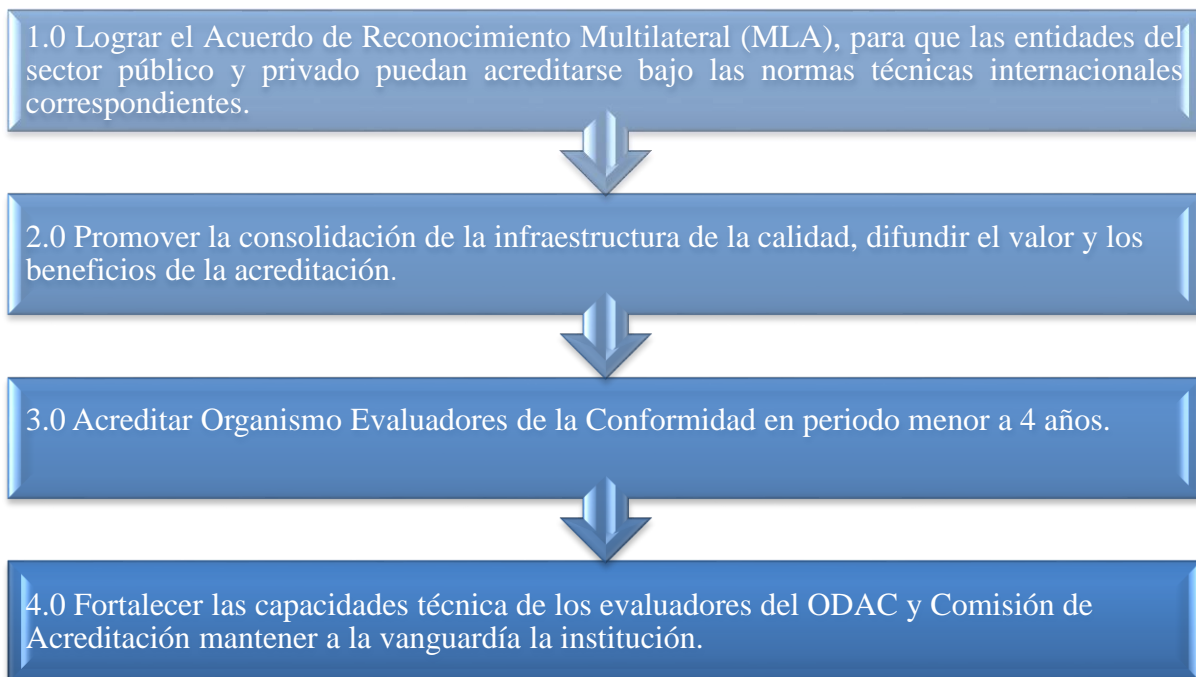 1.0 Lograr el Acuerdo de Reconocimiento Multilateral (MLA), para que las entidades del
sector público y privado puedan acreditarse bajo las normas técnicas internacionales
correspondientes.
2.0 Promover la consolidación de la infraestructura de la calidad, difundir el valor y los
beneficios de la acreditación.
3.0 Acreditar Organismo Evaluadores de la Conformidad en periodo menor a 4 años.
4.0 Fortalecer las capacidades técnica de los evaluadores del ODAC y Comisión de
Acreditación mantener a la vanguardía la institución.